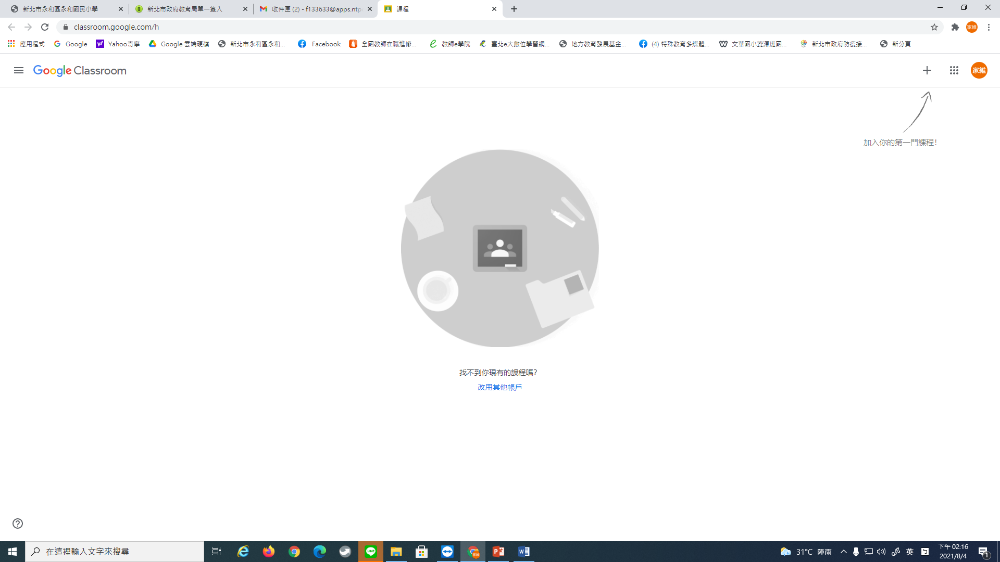 新北市永和區永和國民小學
新北市政府教育局單一簽入
收件匣 (2) - f133633@apps.ntpc
課程
classroom.google.com/h
家維
應用程式
Google
Yahoo奇摩
Google 雲端硬碟
新北市永和區永和...
Facebook
全國教師在職進修...
教師e學院
臺北e大數位學習網...
地方教育發展基金...
(4) 特殊教育多媒體...
文華國小資源班國...
新北市政府防疫接...
新分頁
Google Classroom
家維
加入你的第一門課程!
找不到你現有的課程嗎?
改用其他帳戶
在這裡輸入文字來搜尋
LINE
家維
31°C 陣雨
英
下午 02:16
2021/8/4
1